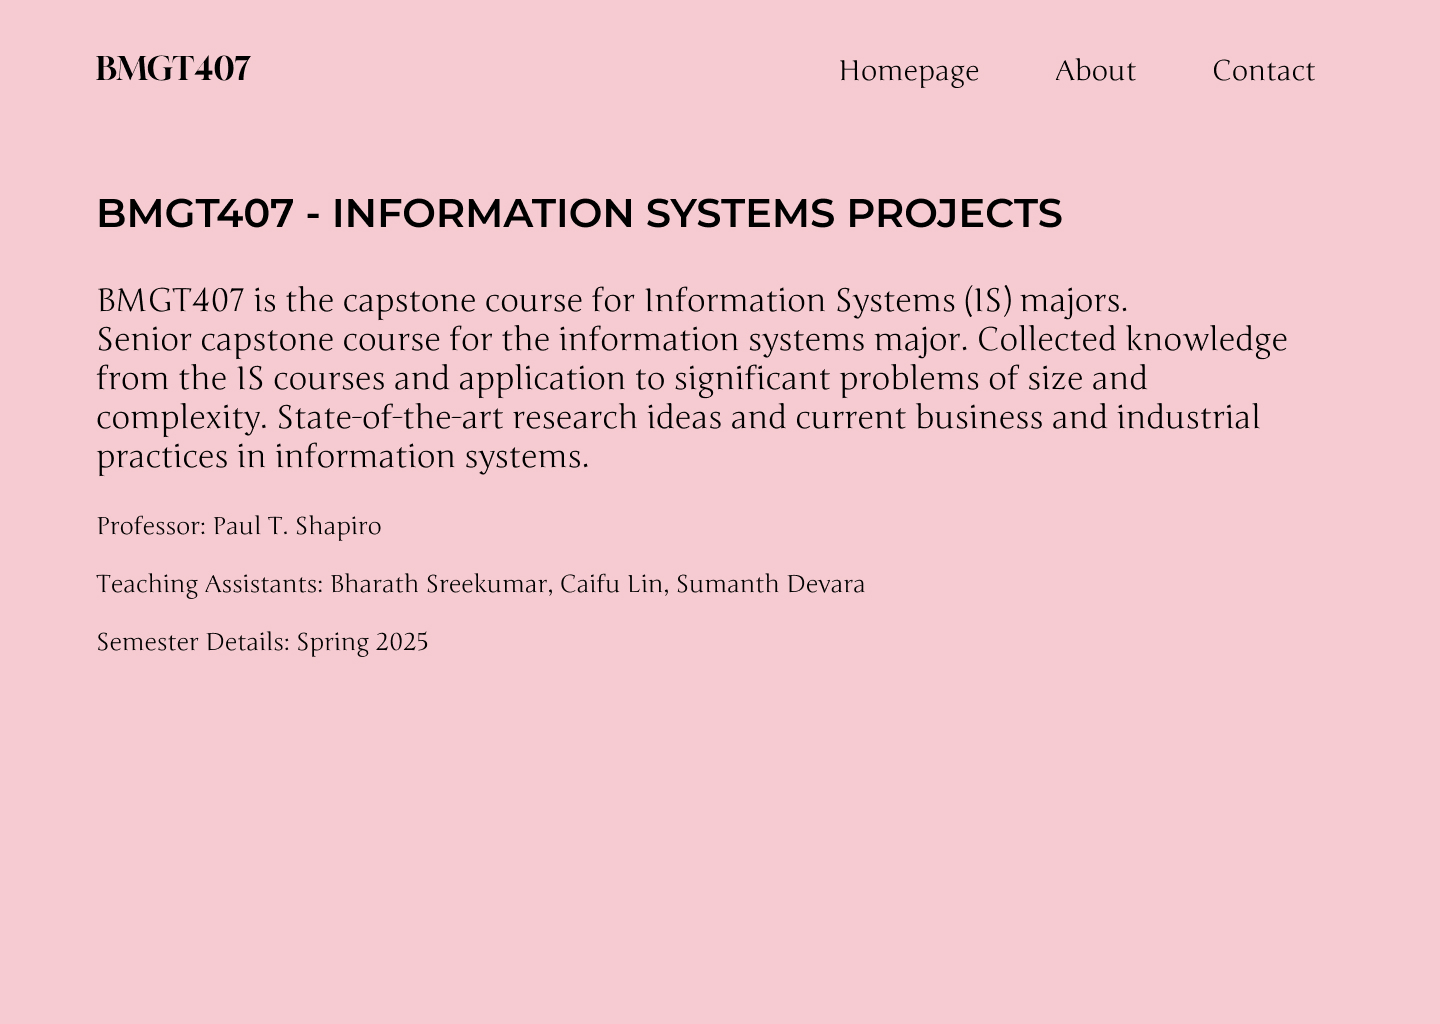 BMGT407
Homepage About Contact
BMGT407 - INFORMATION SYSTEMS PROJECTS
BMGT407 is the capstone course for Information Systems (IS) majors.
Senior capstone course for the information systems major. Collected knowledge
from the IS courses and application to significant problems of size and
complexity. State-of-the-art research ideas and current business and industrial
practices in information systems.
Professor: Paul T. Shapiro
Teaching Assistants: Bharath Sreekumar, Caifu Lin, Sumanth Devara
Semester Details: Spring 2025